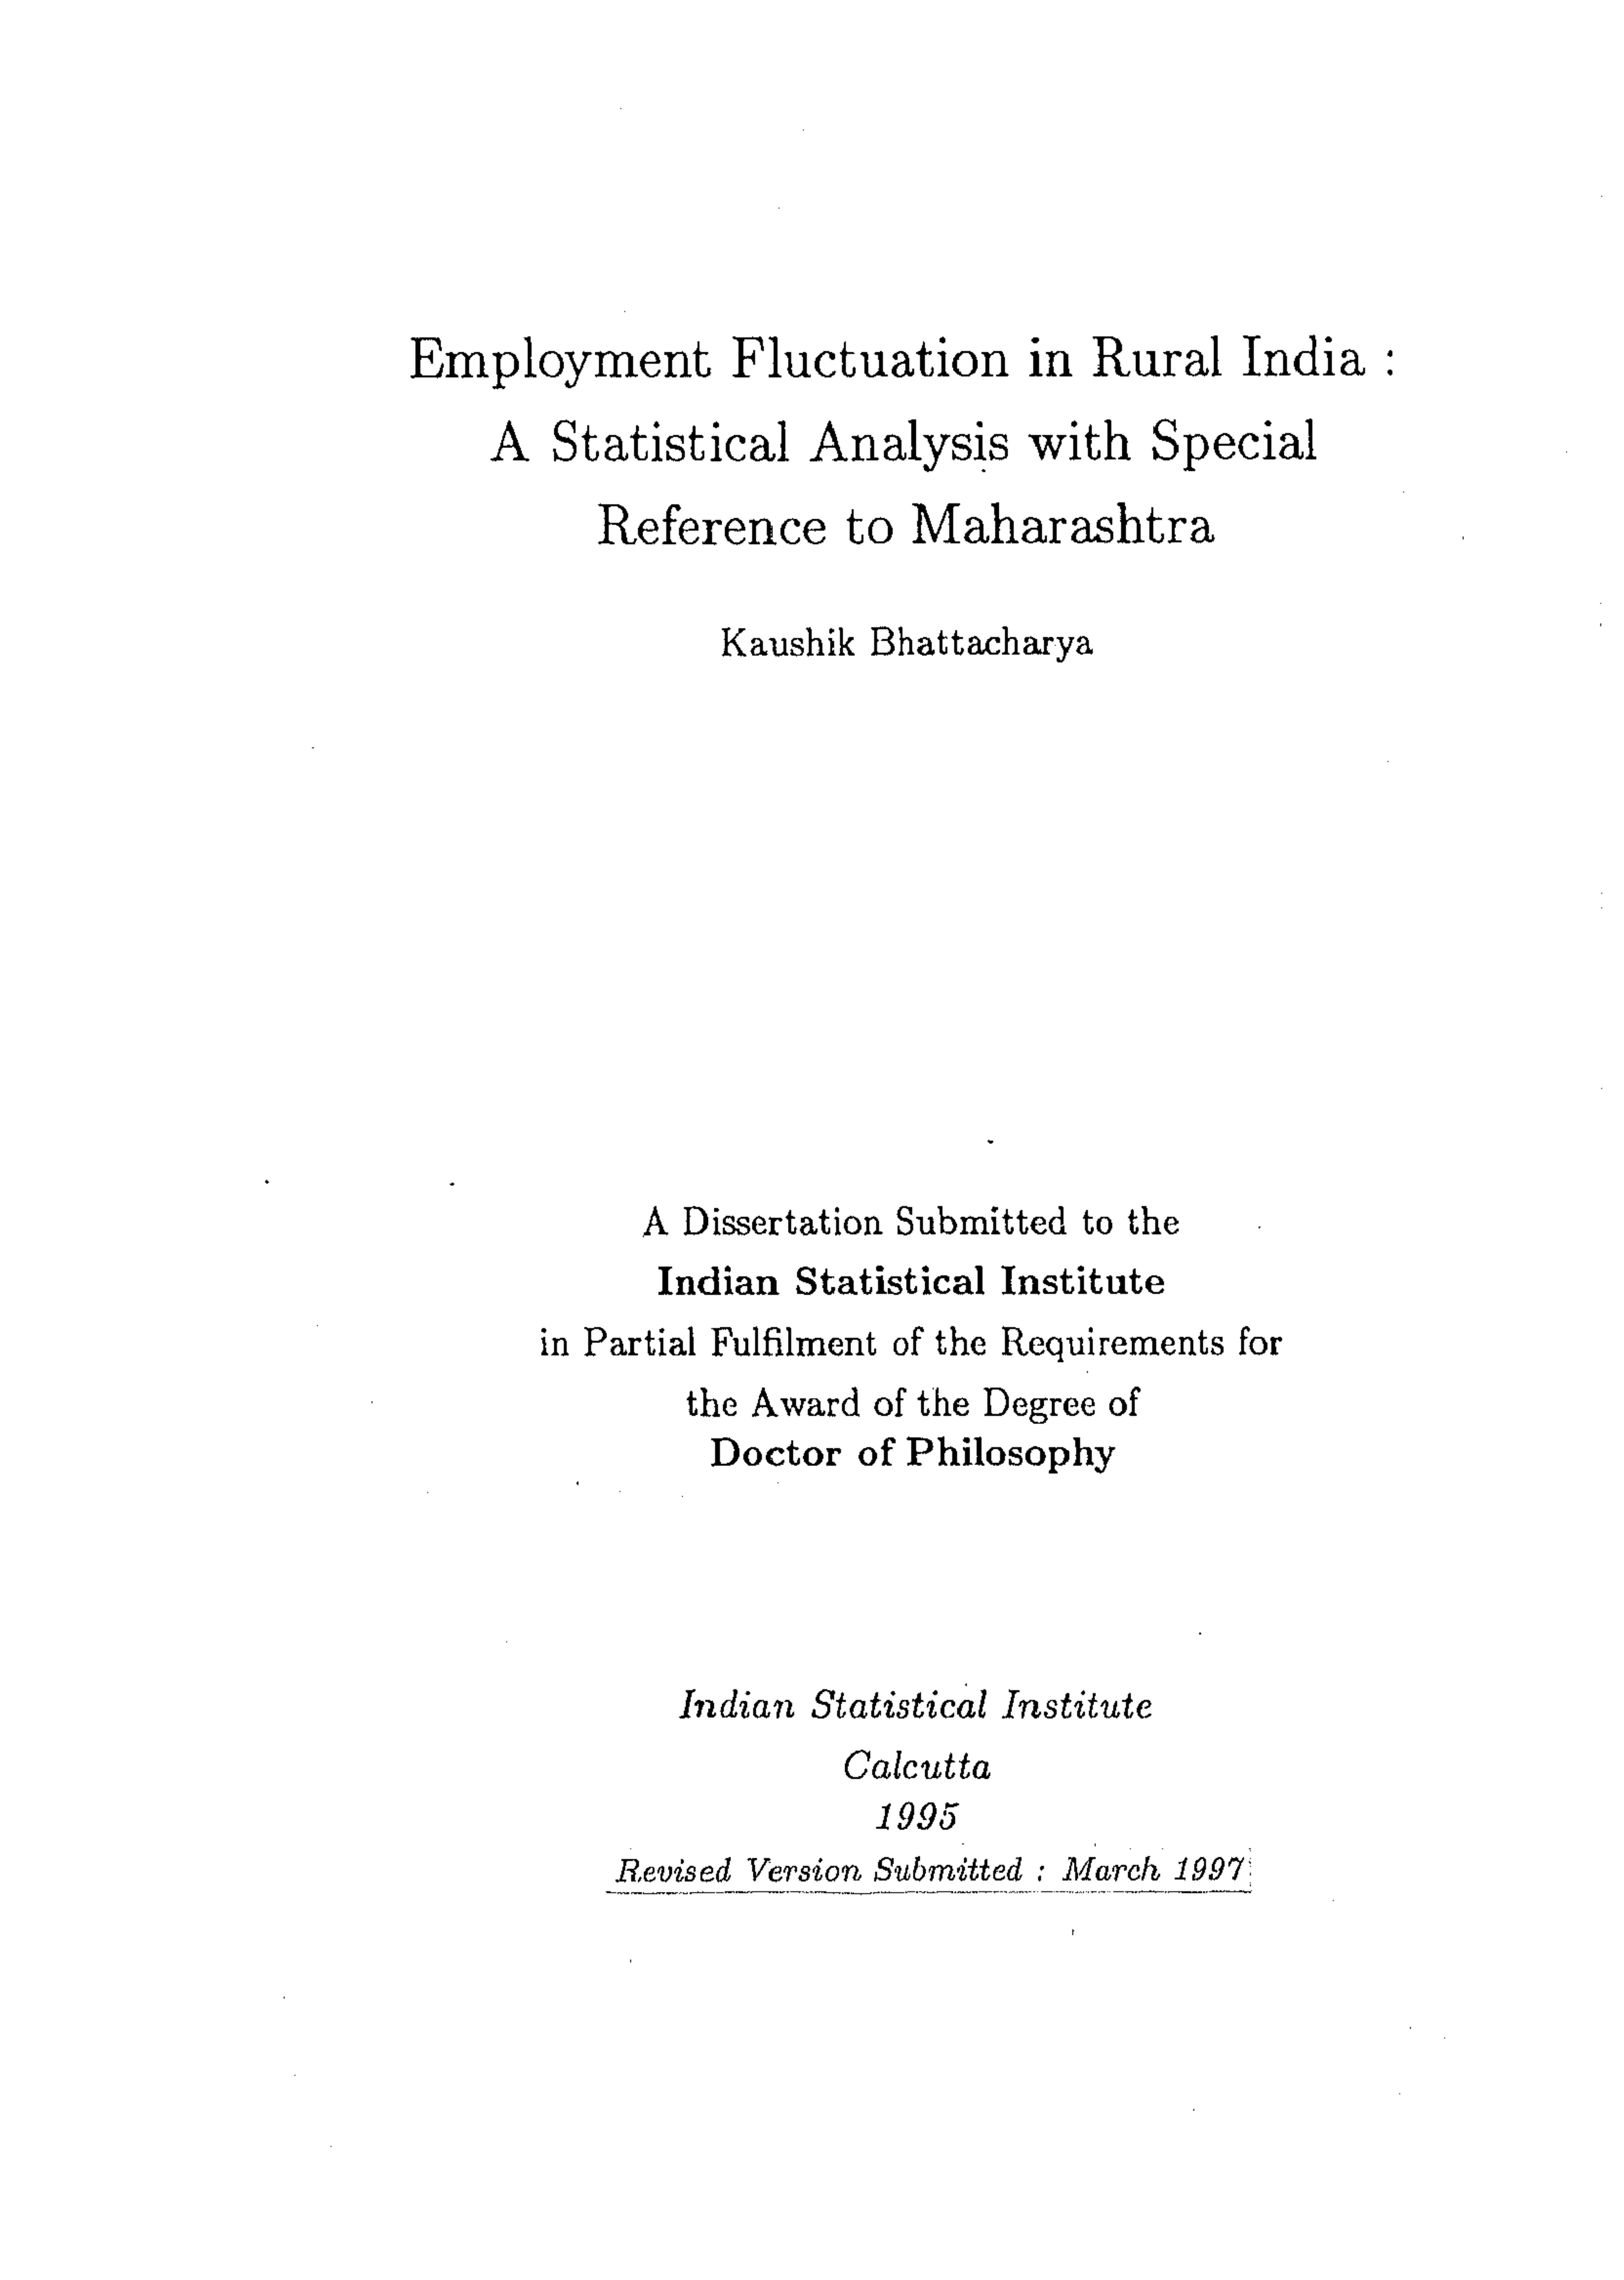 Employment Fluctuation in Rural India :
A Statistical Analysis with Special
Reference to Maharashtra
Kaushik Bhattacharya
A Dissertation Submitted to the
Indian Statistical Institute
in Partial Fulfilment of the Requirements for
the Award of the Degree of
Doctor of Philosophy
Indian Statistical Institute
Calcutta
1995
Revised Version Submitted : March 1997